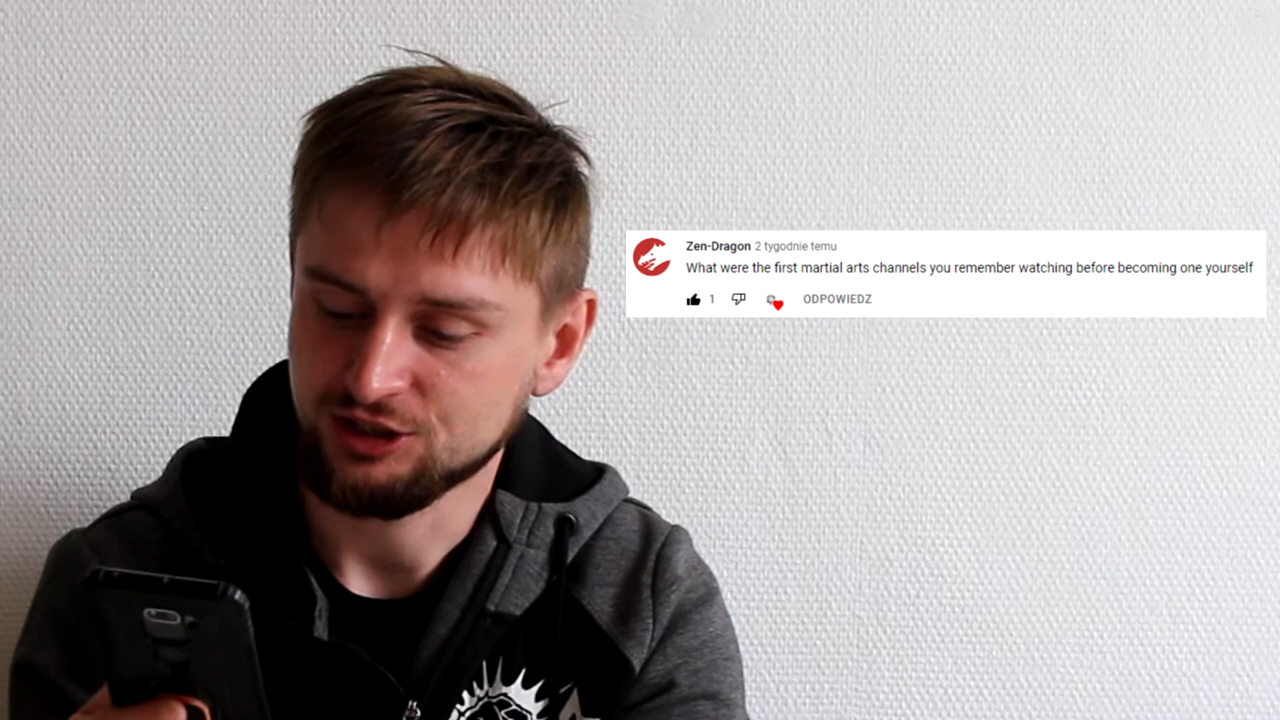 Zen-Dragon 2 tygodnie temu
What were the first martial arts channels you remember watching before becoming one yourself
1 ODPOWIEDZ